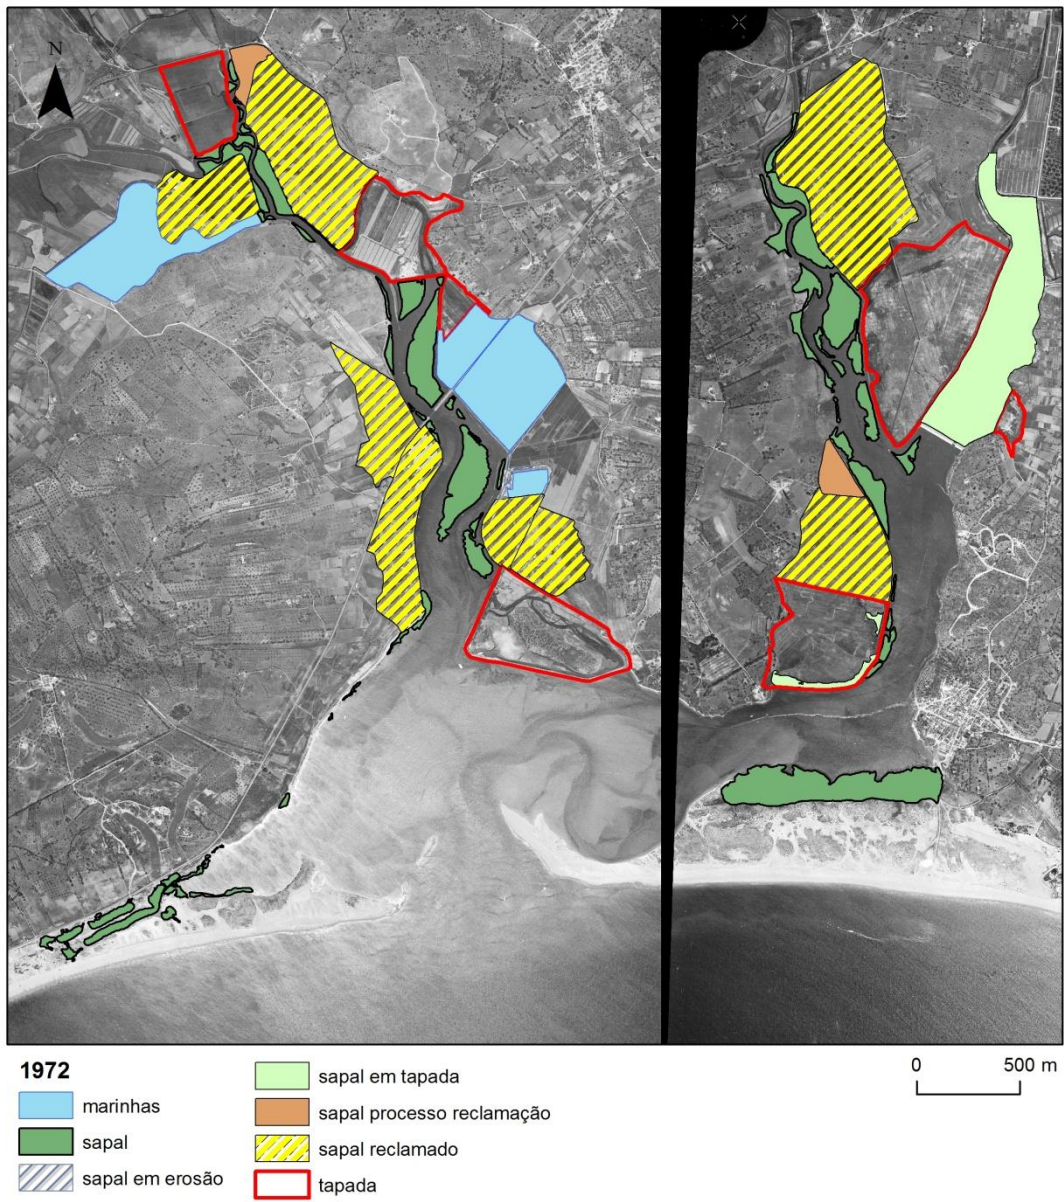 N
1972
marinhas
sapal
sapal em erosão
sapal em tapada
sapal processo reclamação
sapal reclamado
tapada
0 500 m